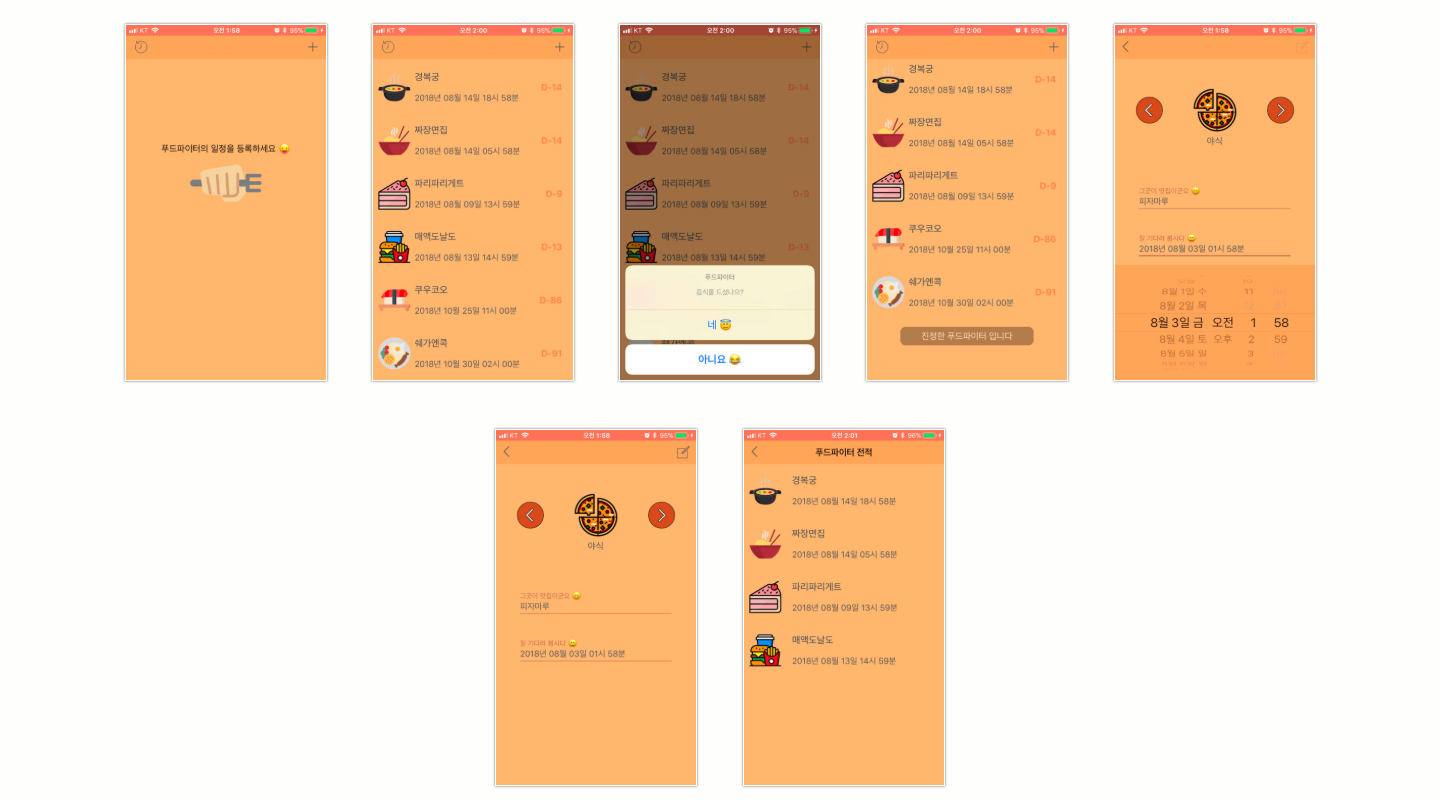 KT 오전 1:58 95%
푸드파이터의 일정을 등록하세요
KT 오전 2:00 95%
경복궁
2018년 08월 14일 18시 58분
D-14
짜장면집
2018년 08월 14일 05시 58분
D-14
파리파리게트
2018년 08월 09일 13시 59분
D-9
매액도날도
2018년 08월 13일 14시 59분
D-13
쿠우코오
2018년 10월 25일 11시 00분
D-86
쉐가앤콕
2018년 10월 30일 02시 00분
D-91
KT 오전 2:00 95%
경복궁
2018년 08월 14일 18시 58분
D-14
짜장면집
2018년 08월 14일 05시 58분
D-14
파리파리게트
2018년 08월 09일 13시 59분
D-9
매액도날도
2018년 08월 13일 14시 59분
D-13
푸드파이터
음식을 드셨나요?
네 😇
아니요 😂
KT 오전 2:00 95%
경복궁
2018년 08월 14일 18시 58분
D-14
짜장면집
2018년 08월 14일 05시 58분
D-14
파리파리게트
2018년 08월 09일 13시 59분
D-9
쿠우코오
2018년 10월 25일 11시 00분
D-86
쉐가앤콕
2018년 10월 30일 02시 00분
D-91
친정한 푸드파이터 입니다
KT 오전 1:58 95%
야식
그곳이 맛집이군요
피자마루
잘 기다려 봅시다
2018년 08월 03일 01시 58분
8월 1일 수 11
8월 2일 목
8월 3일 금 오전 1 58
8월 4일 토 오후 2 59
8월 5일 일 3
KT 오전 1:58 95%
야식
그곳이 맛집이군요
피자마루
잘 기다려 봅시다
2018년 08월 03일 01시 58분
KT 오전 2:01 96%
푸드파이터 전적
경복궁
2018년 08월 14일 18시 58분
짜장면집
2018년 08월 14일 05시 58분
파리파리게트
2018년 08월 09일 13시 59분
매액도날도
2018년 08월 13일 14시 59분